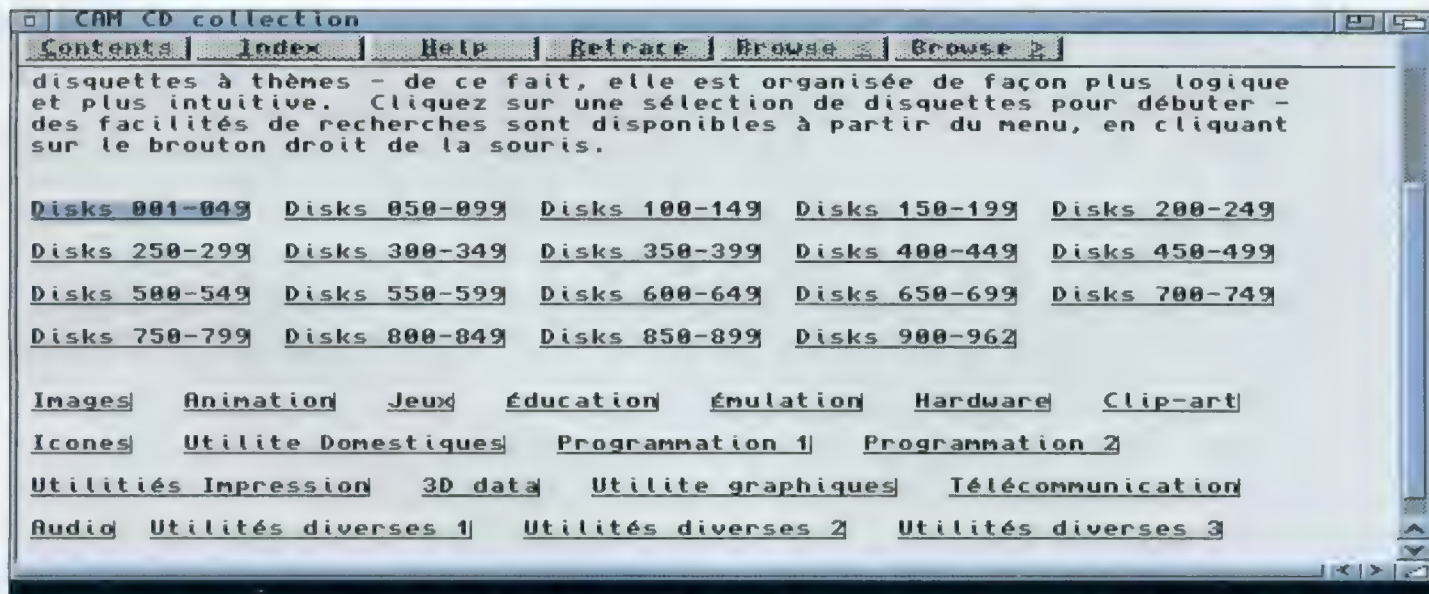 CAM CD collection
Contents Index Help Retrace Browse < Browse >
disquettes à thèmes - de ce fait, elle est organisée de façon plus logique
et plus intuitive. Cliquez sur une sélection de disquettes pour débuter -
des facilités de recherches sont disponibles à partir du menu, en cliquant
sur le brouton droit de la souris.
Disks 001-049 Disks 050-099 Disks 100-149 Disks 150-199 Disks 200-249
Disks 250-299 Disks 300-349 Disks 350-399 Disks 400-449 Disks 450-499
Disks 500-549 Disks 550-599 Disks 600-649 Disks 650-699 Disks 700-749
Disks 750-799 Disks 800-849 Disks 850-899 Disks 900-962
Images Animation Jeux Éducation Émulation Hardware Clip-art
Icones Utilite Domestiques Programmation 1 Programmation 2
Utilitiés Impression 3D data Utilite graphiques Télécommunication
Audio Utilités diverses 1 Utilités diverses 2 Utilités diverses 3